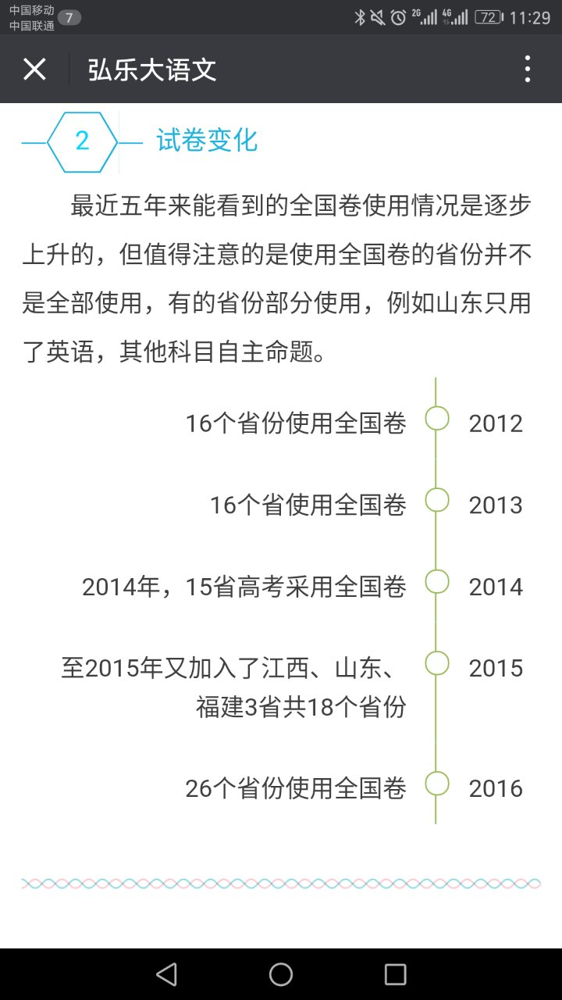 中国移动
中国联通
7
2G
4G
72
11:29
弘乐大语文
2
试卷变化
最近五年来能看到的全国卷使用情况是逐步
上升的，但值得注意的是使用全国卷的省份并不
是全部使用，有的省份部分使用，例如山东只用
了英语，其他科目自主命题。
16个省份使用全国卷
2012
16个省使用全国卷
2013
2014年，15省高考采用全国卷
2014
至2015年又加入了江西、山东、
2015
福建3省共18个省份
26个省份使用全国卷
2016